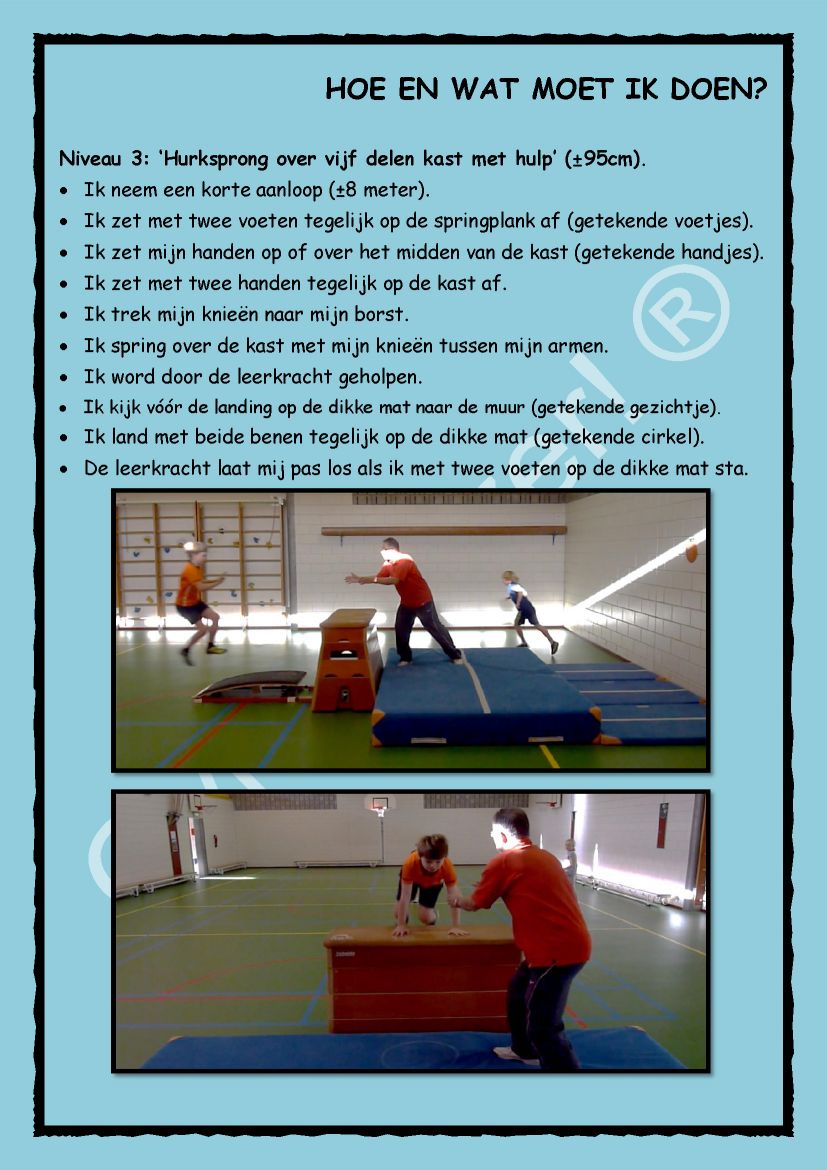 HOE EN WAT MOET IK DOEN?
Niveau 3: ‘Hurksprong over vijf delen kast met hulp’ (±95cm).
• Ik neem een korte aanloop (±8 meter).
• Ik zet met twee voeten tegelijk op de springplank af (getekende voetjes).
• Ik zet mijn handen op of over het midden van de kast (getekende handjes).
• Ik zet met twee handen tegelijk op de kast af.
• Ik trek mijn knieën naar mijn borst.
• Ik spring over de kast met mijn knieën tussen mijn armen.
• Ik word door de leerkracht geholpen.
• Ik kijk vóór de landing op de dikke mat naar de muur (getekende gezichtje).
• Ik land met beide benen tegelijk op de dikke mat (getekende cirkel).
• De leerkracht laat mij pas los als ik met twee voeten op de dikke mat sta.